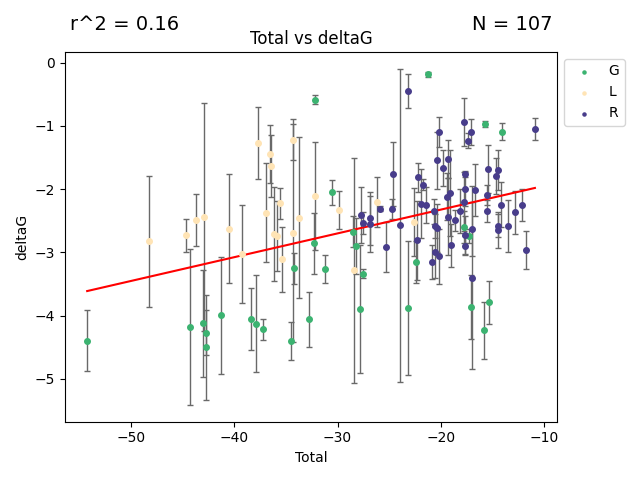 r^2 = 0.16
N = 107
Total vs deltaG
deltaG
0
−1
−2
−3
−4
−5
−50
−40
−30
−20
−10
Total
G
L
R